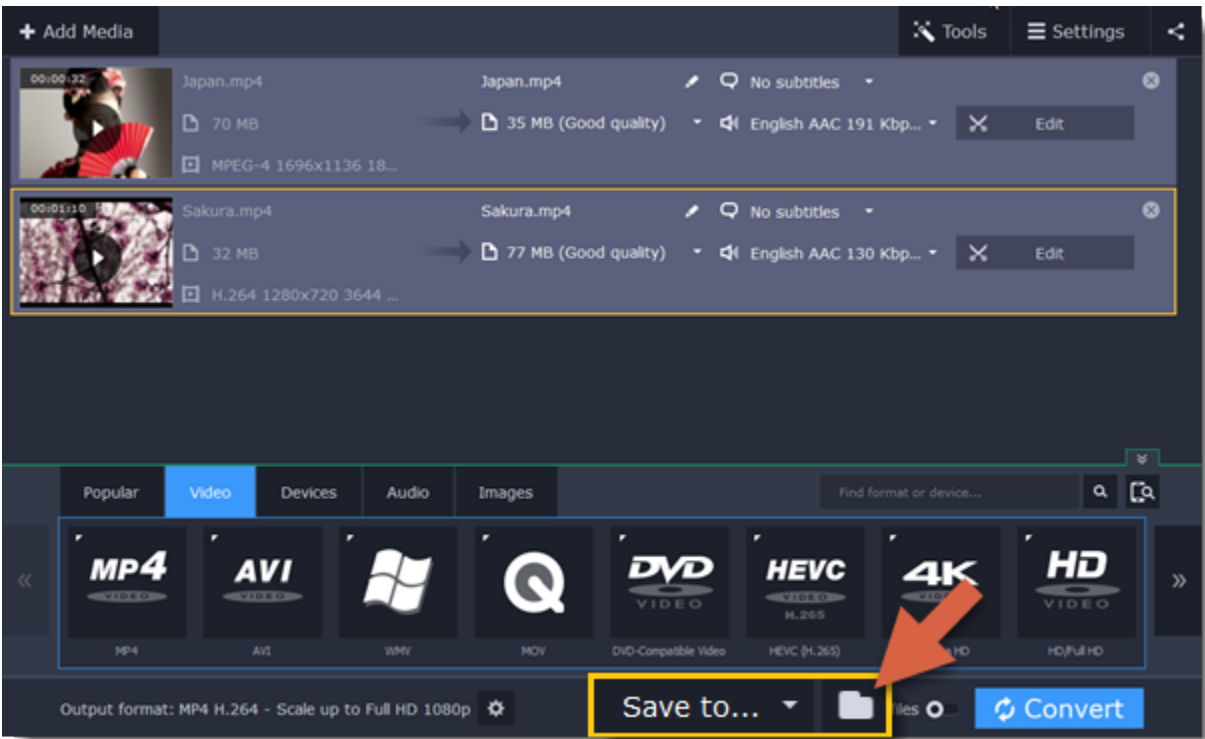 Add Media
Tools
Settings
00:00:32
Japan.mp4
Japan.mp4
No subtitles
70 MB
35 MB (Good quality)
English AAC 191 Kbp...
Edit
MPEG-4 1696x1136 18...
00:01:10
Sakura.mp4
Sakura.mp4
No subtitles
32 MB
77 MB (Good quality)
English AAC 130 Kbp...
Edit
H.264 1280x720 3644 ...
Popular
Video
Devices
Audio
Images
Find format or device...
MP4
VIDEO
AVI
VIDEO
DVD
VIDEO
HEVC
VIDEO
H.265
4K
HD
VIDEO
MP4
AVI
WMV
MOV
DVD-Compatible Video
HEVC (H.265)
HD
HD/Full HD
Output format: MP4 H.264 - Scale up to Full HD 1080p
Save to...
files
Convert